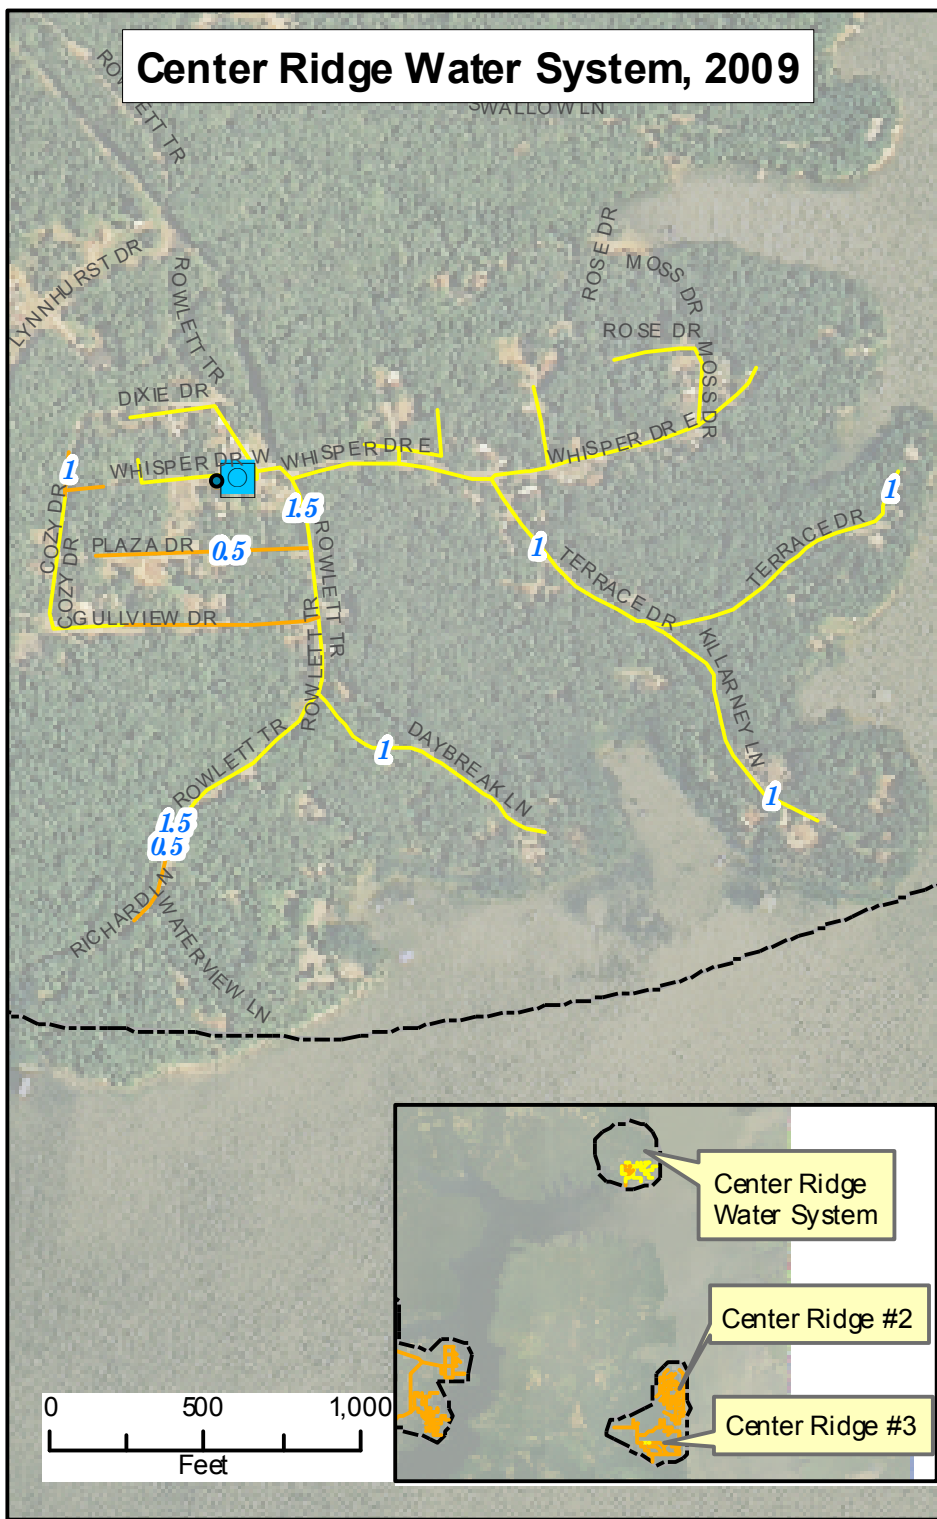 Center Ridge Water System, 2009
ROWLETT TR
SWALLOW LN
LYNNHURST DR
ROWLETT TR
ROSE DR
MOSS DR
ROSE DR
MOSS DR
DIXIE DR
WHISPER DR W
WHISPER DR E
WHISPER DR E
1
1.5
1
1
COZY DR
COZY DR
PLAZA DR
0.5
ROWLETT TR
TERRACE DR
TERRACE DR
GULLVIEW DR
ROWLETT TR
KILLARNEY LN
ROWLETT TR
1
DAYBREAK LN
1
1.5
0.5
RICHARD LN
WATERVIEW LN
Center Ridge
Water System
Center Ridge #2
Center Ridge #3
0
500
1,000
Feet